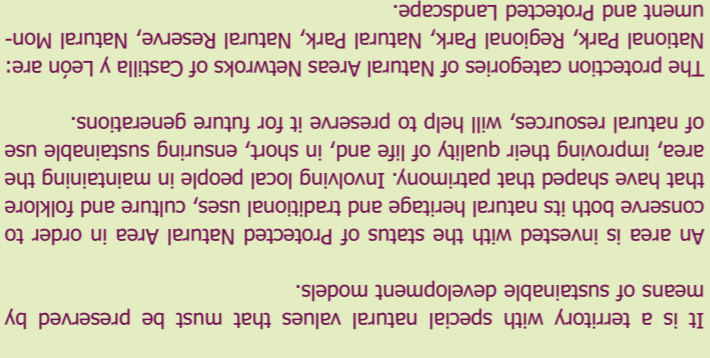 It is a territory with special natural values that must be preserved by
means of sustainable development models.
An area is invested with the status of Protected Natural Area in order to
conserve both its natural heritage and traditional uses, culture and folklore
that have shaped that patrimony. Involving local people in maintaining the
area, improving their quality of life and, in short, ensuring sustainable use
of natural resources, will help to preserve it for future generations.
The protection categories of Natural Areas Netwroks of Castilla y León are:
National Park, Regional Park, Natural Park, Natural Reserve, Natural Mon-
ument and Protected Landscape.